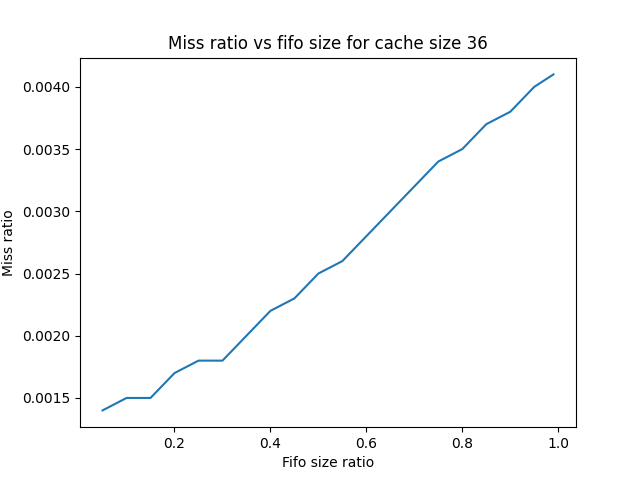 Miss ratio vs fifo size for cache size 36
Miss ratio
0.0040
0.0035
0.0030
0.0025
0.0020
0.0015
0.2 0.4 0.6 0.8 1.0
Fifo size ratio